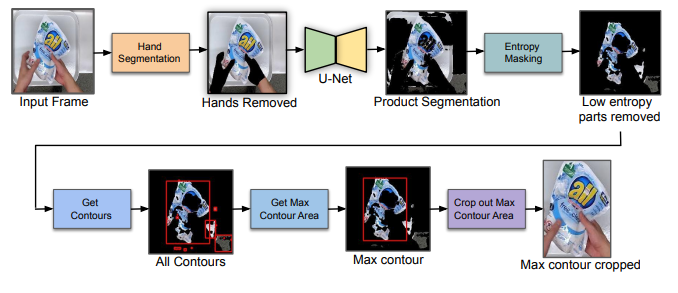 Hand
Segmentation
Entropy
Masking
U-Net
Input Frame
Hands Removed
Product Segmentation
Low entropy
parts removed
Get
Contours
Get Max
Contour Area
Crop out Max
Contour Area
All Contours
Max contour
Max contour cropped
all